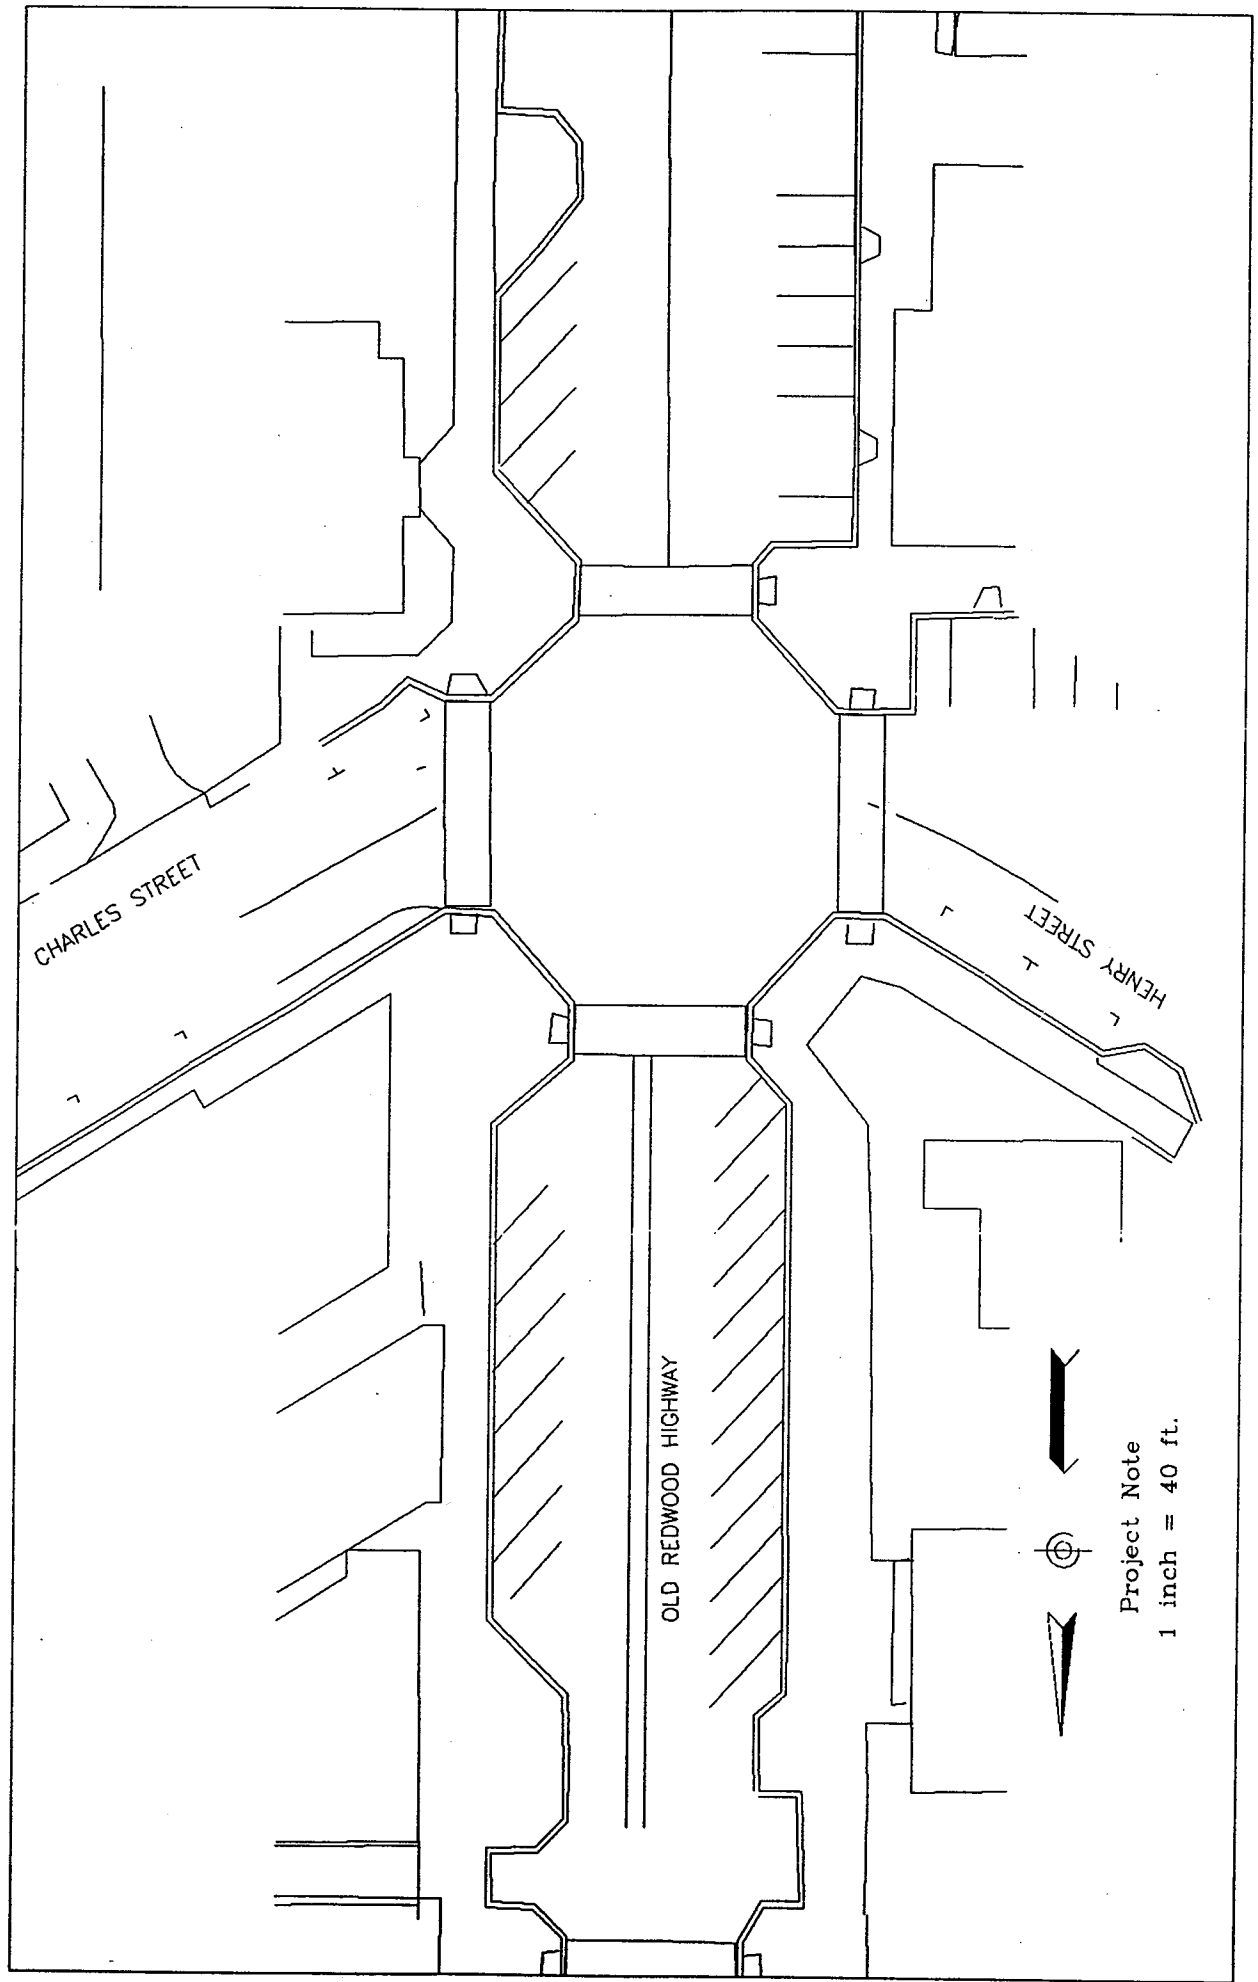 CHARLES STREET
HENRY STREET
OLD REDWOOD HIGHWAY
Project Note
1 inch = 40 ft.